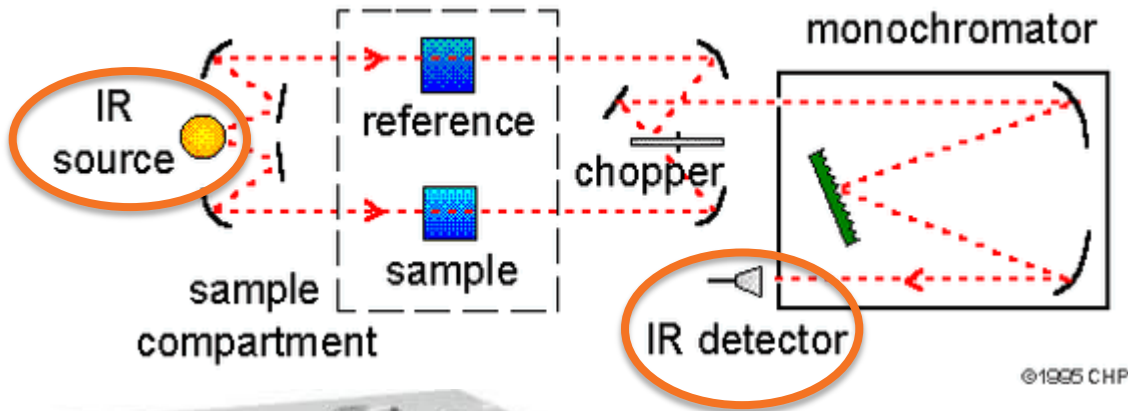 monochromator
IR
source
reference
chopper
sample
sample
compartment
IR detector
©1995 CHP